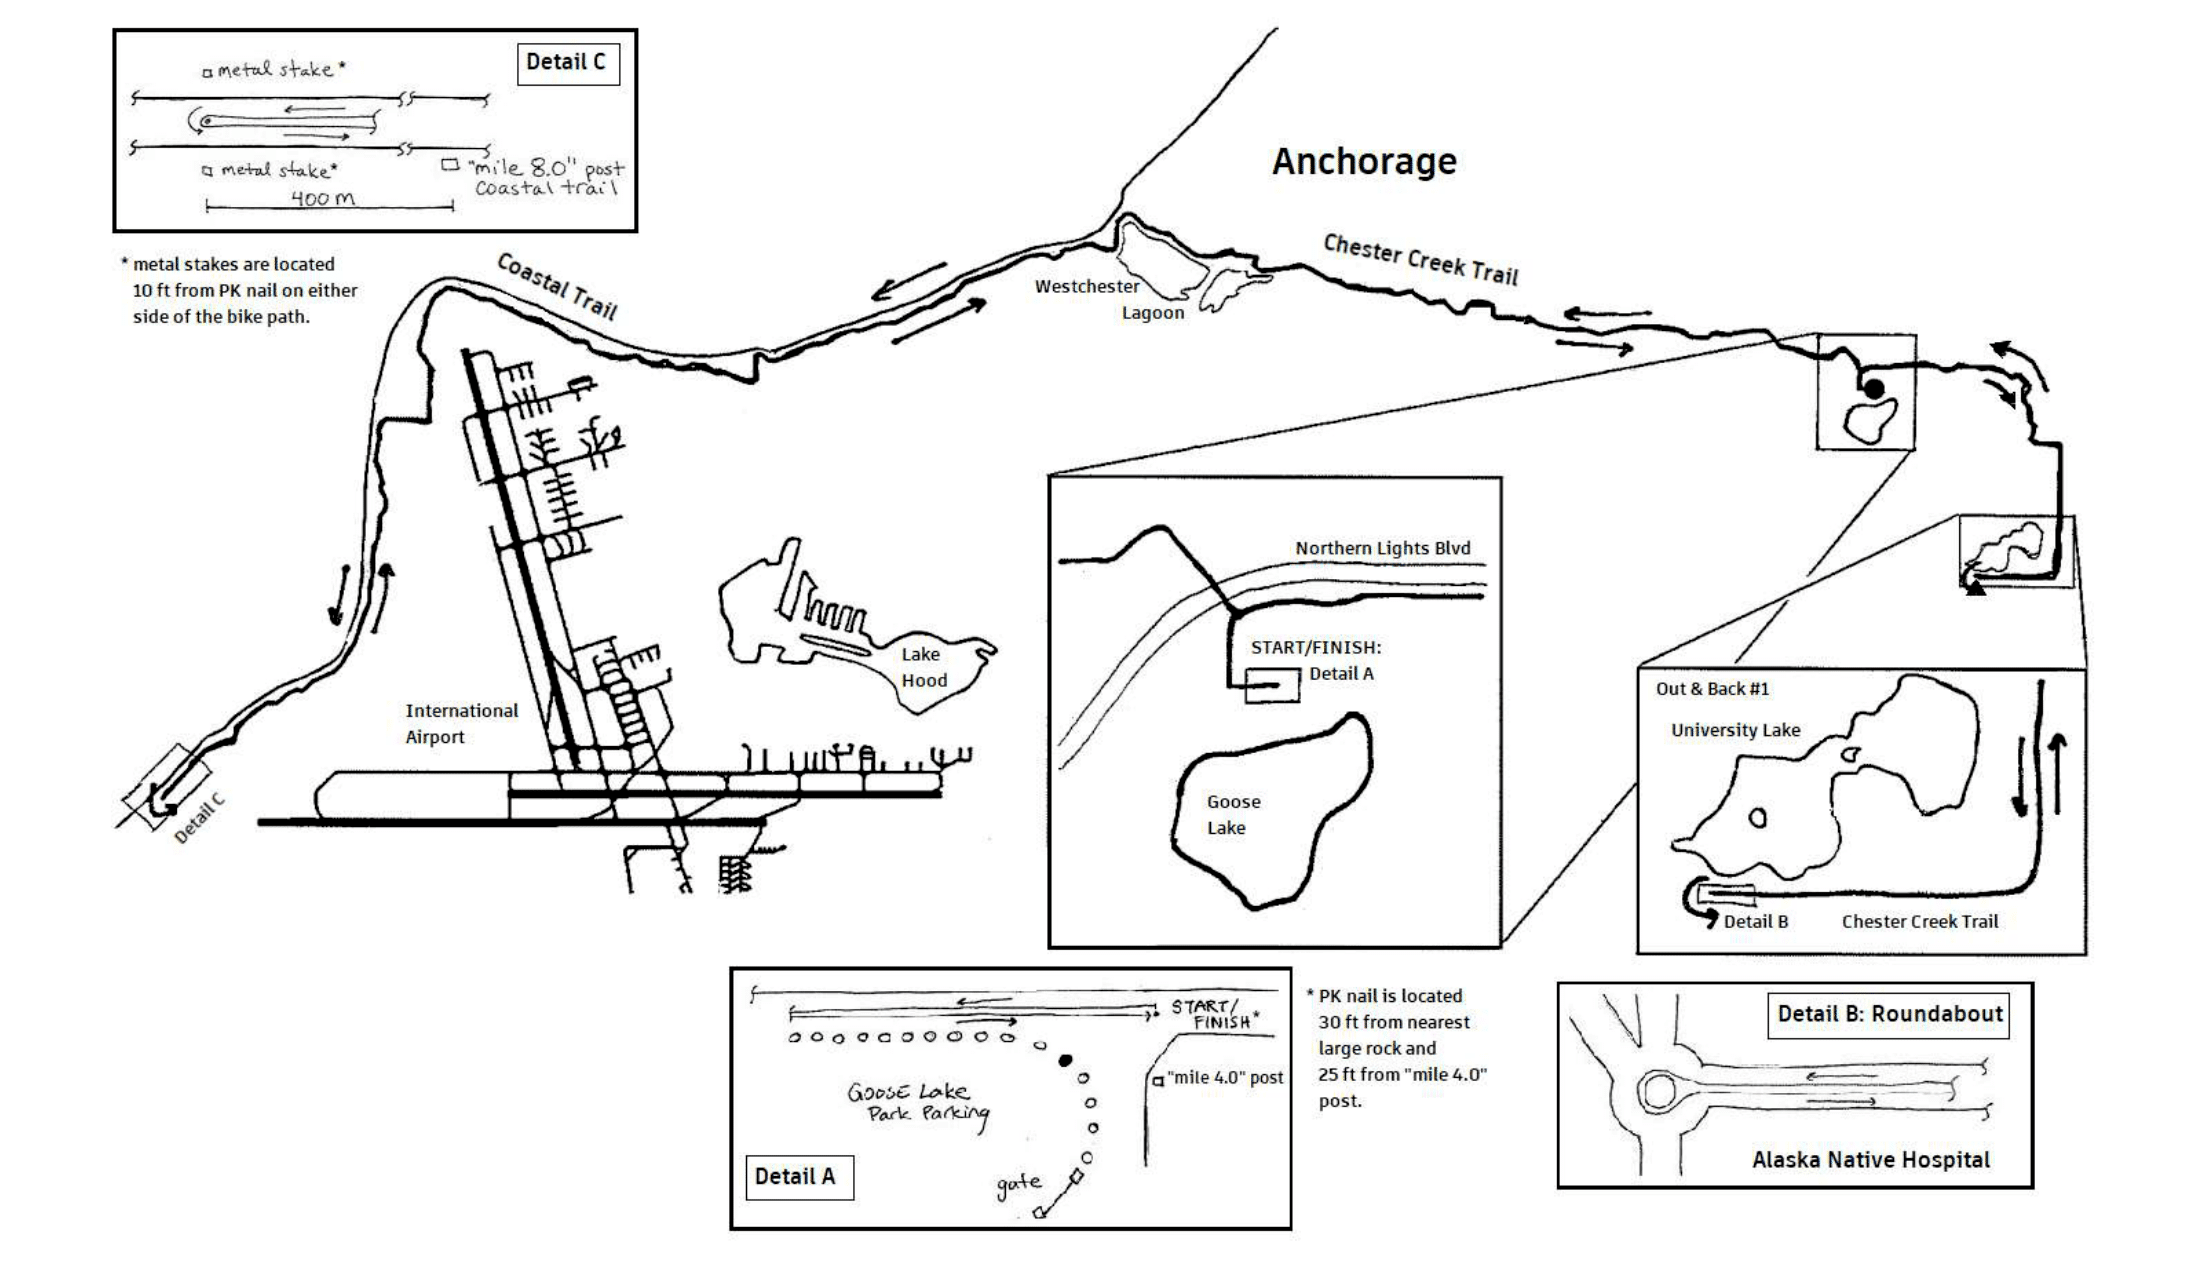 Detail C
metal stake*
metal stake*
"mile 8.0" post
coastal trail
400 m
* metal stakes are located
10 ft from PK nail on either
side of the bike path.
Coastal Trail
Anchorage
Chester Creek Trail
Westchester
Lagoon
Northern Lights Blvd
START/FINISH:
Detail A
Goose
Lake
Lake
Hood
International
Airport
Detail C
Out & Back #1
University Lake
Detail B
Chester Creek Trail
START/
FINISH*
"mile 4.0" post
Goose Lake
Park Parking
gate
Detail A
* PK nail is located
30 ft from nearest
large rock and
25 ft from "mile 4.0"
post.
Detail B: Roundabout
Alaska Native Hospital